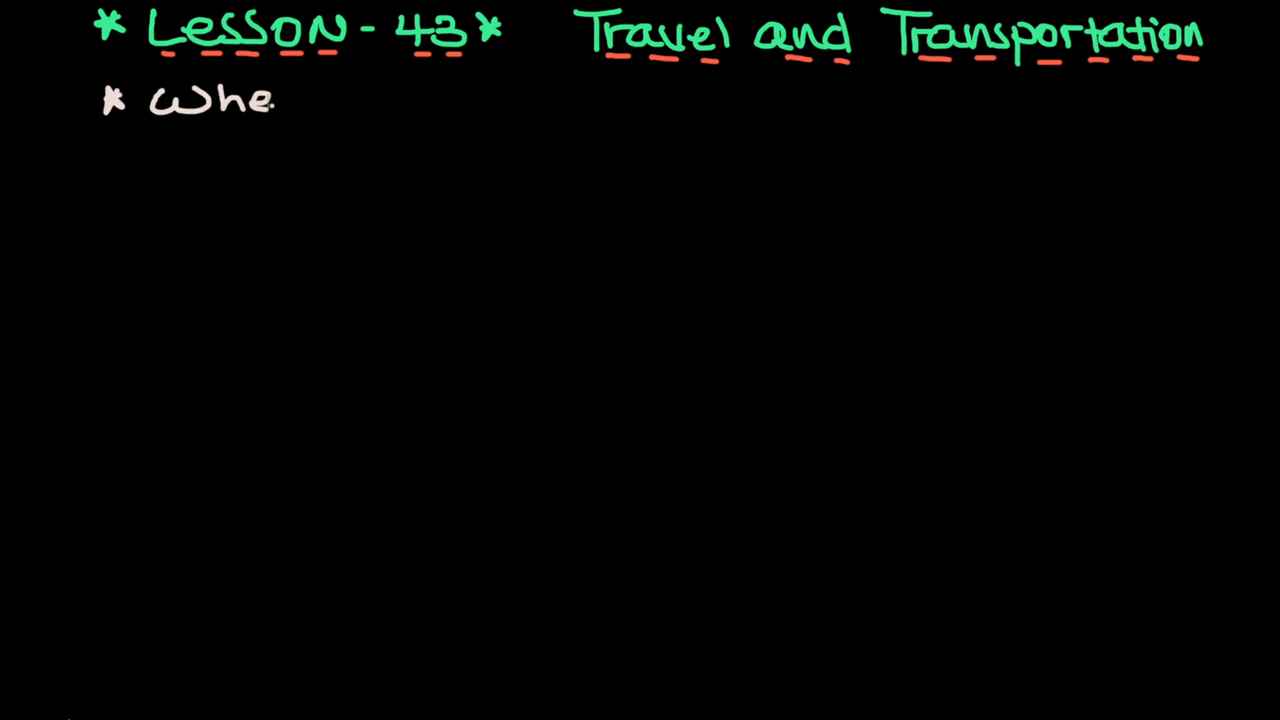 * Lesson - 43 * Travel and Transportation
* Whe